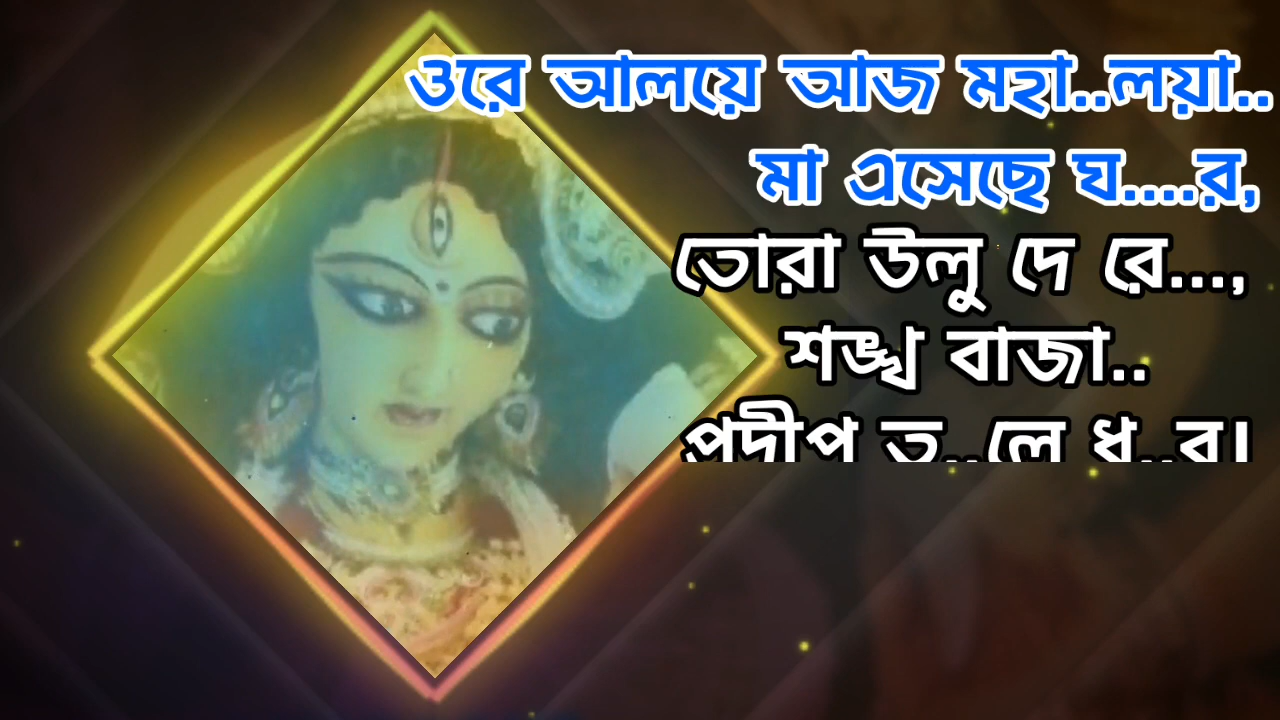 ওরে আলয়ে আজ মহা..লয়া..
মা এসেছে ঘ....র,
তোরা উলু দে রে...,
শঙ্খ বাজা..
প্রদীপ ত..লে ধ..র।